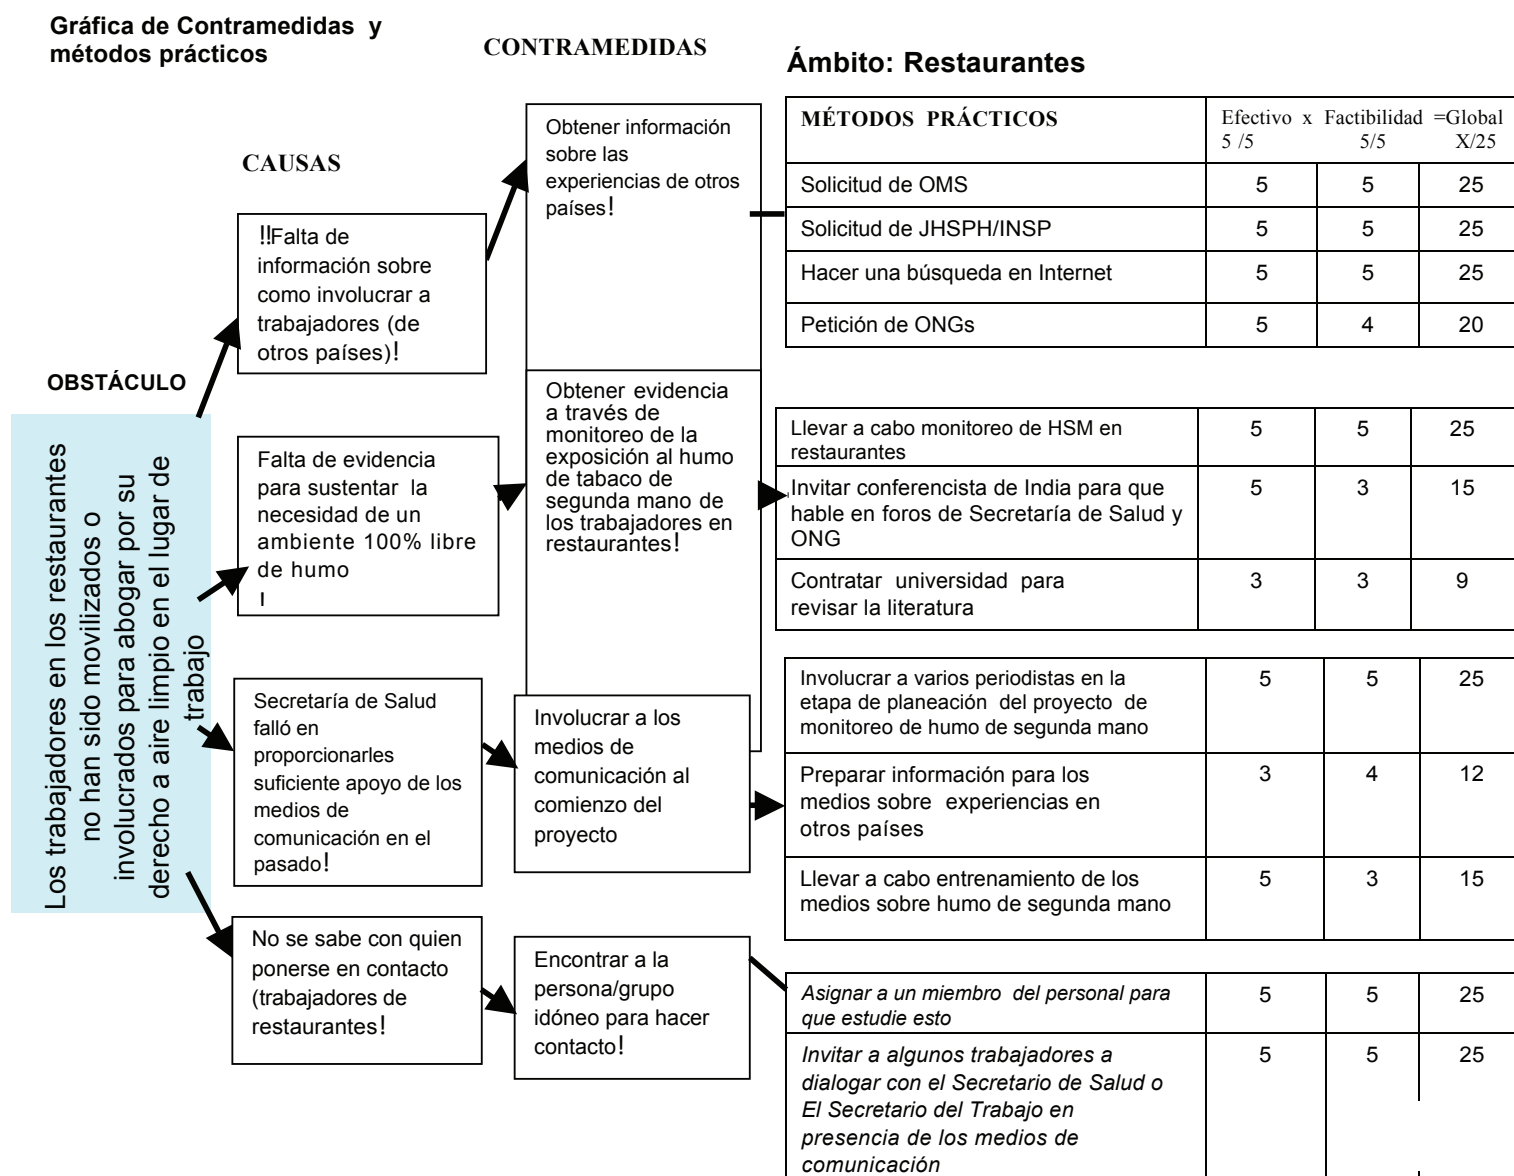 Gráfica de Contramedidas y
métodos prácticos
CONTRAMEDIDAS
Ámbito: Restaurantes
CAUSAS
OBSTÁCULO
Los trabajadores en los restaurantes
no han sido movilizados o
involucrados para abogar por su
derecho a aire limpio en el lugar de
trabajo
!!Falta de
información sobre
como involucrar a
trabajadores (de
otros países)!
Falta de evidencia
para sustentar la
necesidad de un
ambiente 100% libre
de humo
Secretaría de Salud
falló en
proporcionarles
suficiente apoyo de los
medios de
comunicación en el
pasado!
No se sabe con quien
ponerse en contacto
(trabajadores de
restaurantes!
Obtener información
sobre las
experiencias de otros
países!
Obtener evidencia
a través de
monitoreo de la
exposición al humo
de tabaco de
segunda mano de
los trabajadores en
restaurantes!
Involucrar a los
medios de
comunicación al
comienzo del
proyecto
Encontrar a la
persona/grupo
idóneo para hacer
contacto!
MÉTODOS PRÁCTICOS Efectivo x Factibilidad =Global
5 /5 5/5 X/25
Solicitud de OMS 5 5 25
Solicitud de JHSPH/INSP 5 5 25
Hacer una búsqueda en Internet 5 5 25
Petición de ONGs 5 4 20
Llevar a cabo monitoreo de HSM en 5 5 25
restaurantes
Invitar conferencista de India para que 5 3 15
hable en foros de Secretaría de Salud y
ONG
Contratar universidad para 3 3 9
revisar la literatura
Involucrar a varios periodistas en la 5 5 25
etapa de planeación del proyecto de
monitoreo de humo de segunda mano
Preparar información para los 3 4 12
medios sobre experiencias en
otros países
Llevar a cabo entrenamiento de los 5 3 15
medios sobre humo de segunda mano
Asignar a un miembro del personal para 5 5 25
que estudie esto
Invitar a algunos trabajadores a 5 5 25
dialogar con el Secretario de Salud o
El Secretario del Trabajo en
presencia de los medios de
comunicación